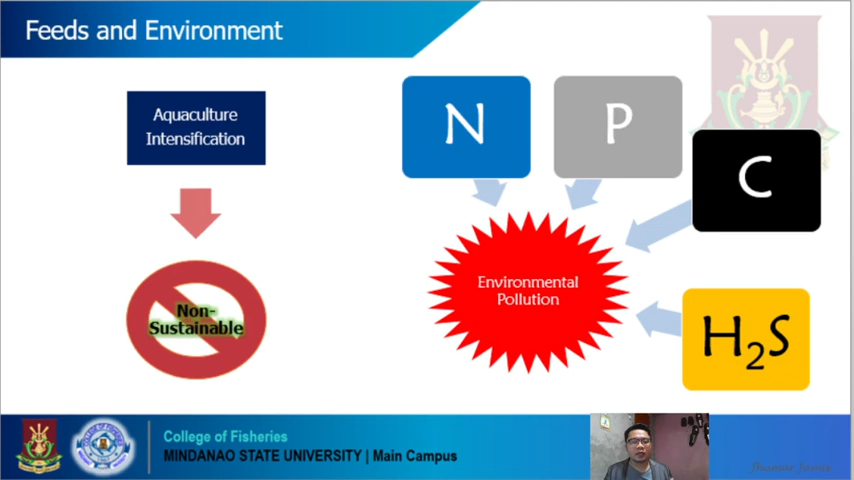 Feeds and Environment
Aquaculture
Intensification
Non-
Sustainable
N
P
C
H₂S
Environmental
Pollution
College of Fisheries
MINDANAO STATE UNIVERSITY | Main Campus